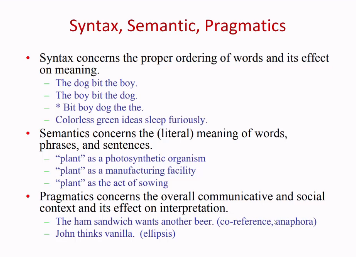 Syntax, Semantic, Pragmatics
• Syntax concerns the proper ordering of words and its effect
on meaning.
– The dog bit the boy.
– The boy bit the dog.
– * Bit boy dog the the.
– Colorless green ideas sleep furiously.
• Semantics concerns the (literal) meaning of words,
phrases, and sentences.
– “plant” as a photosynthetic organism
– “plant” as a manufacturing facility
– “plant” as the act of sowing
• Pragmatics concerns the overall communicative and social
context and its effect on interpretation.
– The ham sandwich wants another beer. (co-reference, anaphora)
– John thinks vanilla. (ellipsis)